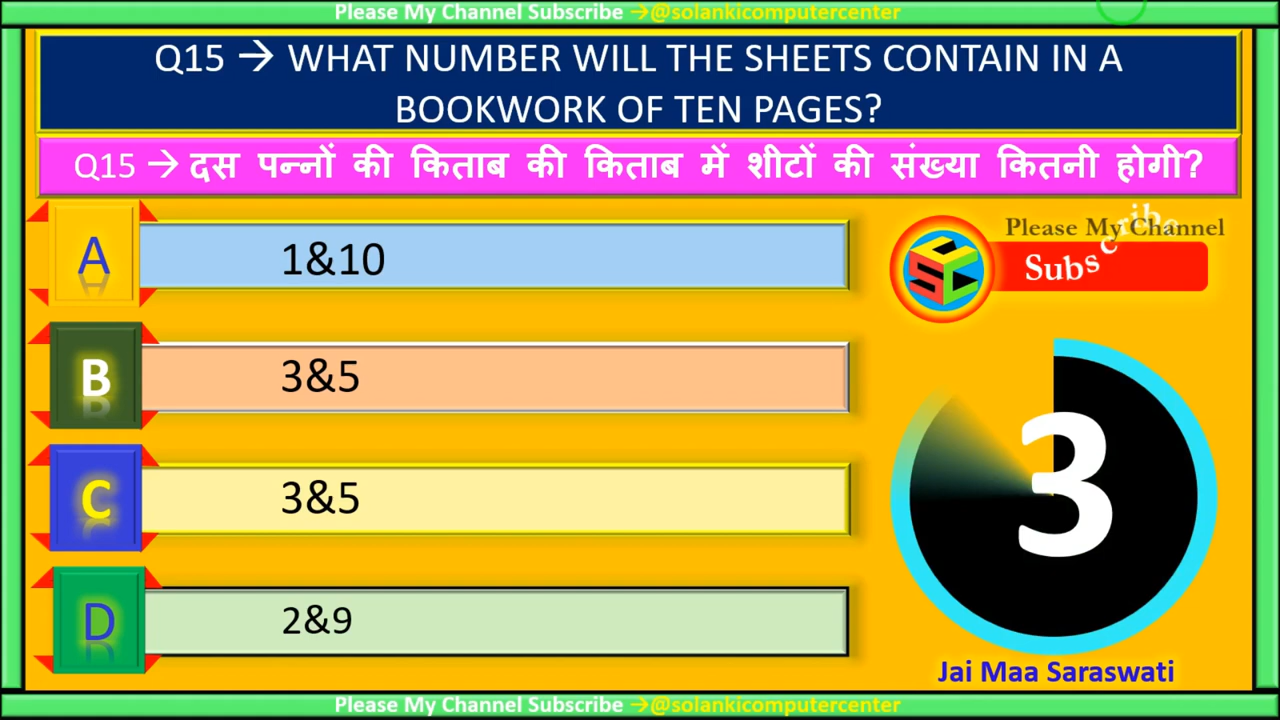 Please My Channel Subscribe →@solankicomputercenter
Q15 → WHAT NUMBER WILL THE SHEETS CONTAIN IN A
BOOKWORK OF TEN PAGES?
Q15 → दस पन्नों की किताब की किताब में शीटों की संख्या कितनी होगी?
A
1&10
Please My Channel
Subscribe
SCC
B
3&5
C
3&5
3
D
2&9
Jai Maa Saraswati
Please My Channel Subscribe →@solankicomputercenter